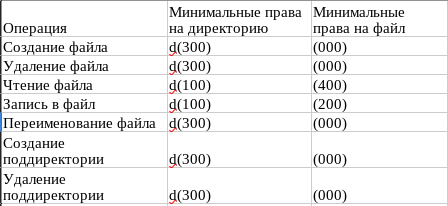 Операция Минимальные права на директорию Минимальные права на файл
Создание файла d(300) (000)
Удаление файла d(300) (000)
Чтение файла d(100) (400)
Запись в файл d(100) (200)
Переименование файла d(300) (000)
Создание поддиректории d(300) (000)
Удаление поддиректории d(300) (000)